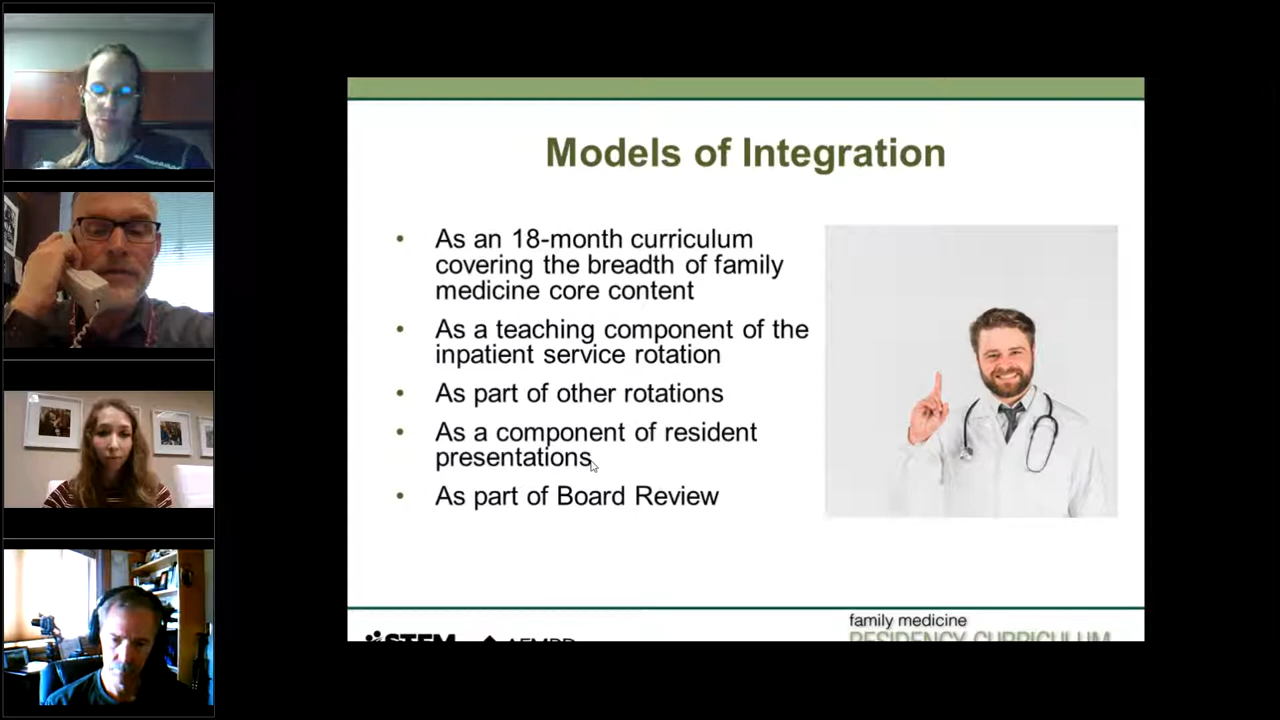 Models of Integration
• As an 18-month curriculum
covering the breadth of family
medicine core content
• As a teaching component of the
inpatient service rotation
• As part of other rotations
• As a component of resident
presentations
• As part of Board Review
STEM
family medicine
RESIDENCY CURRICULUM